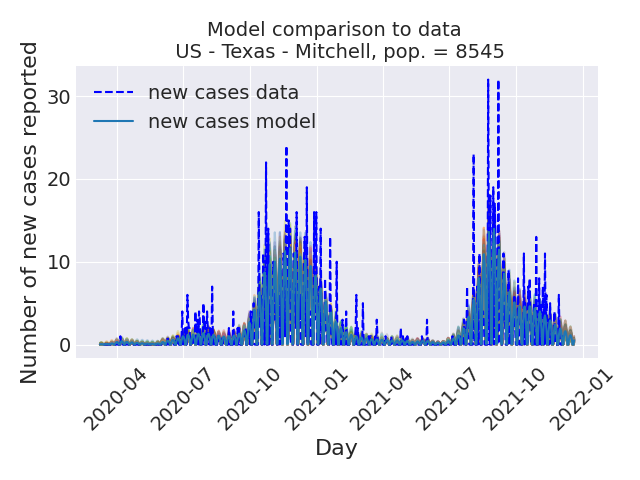 Model comparison to data
US - Texas - Mitchell, pop. = 8545
Number of new cases reported
30
20
10
0
new cases data
new cases model
2020-04
2020-07
2020-10
2021-01
2021-04
2021-07
2021-10
2022-01
Day